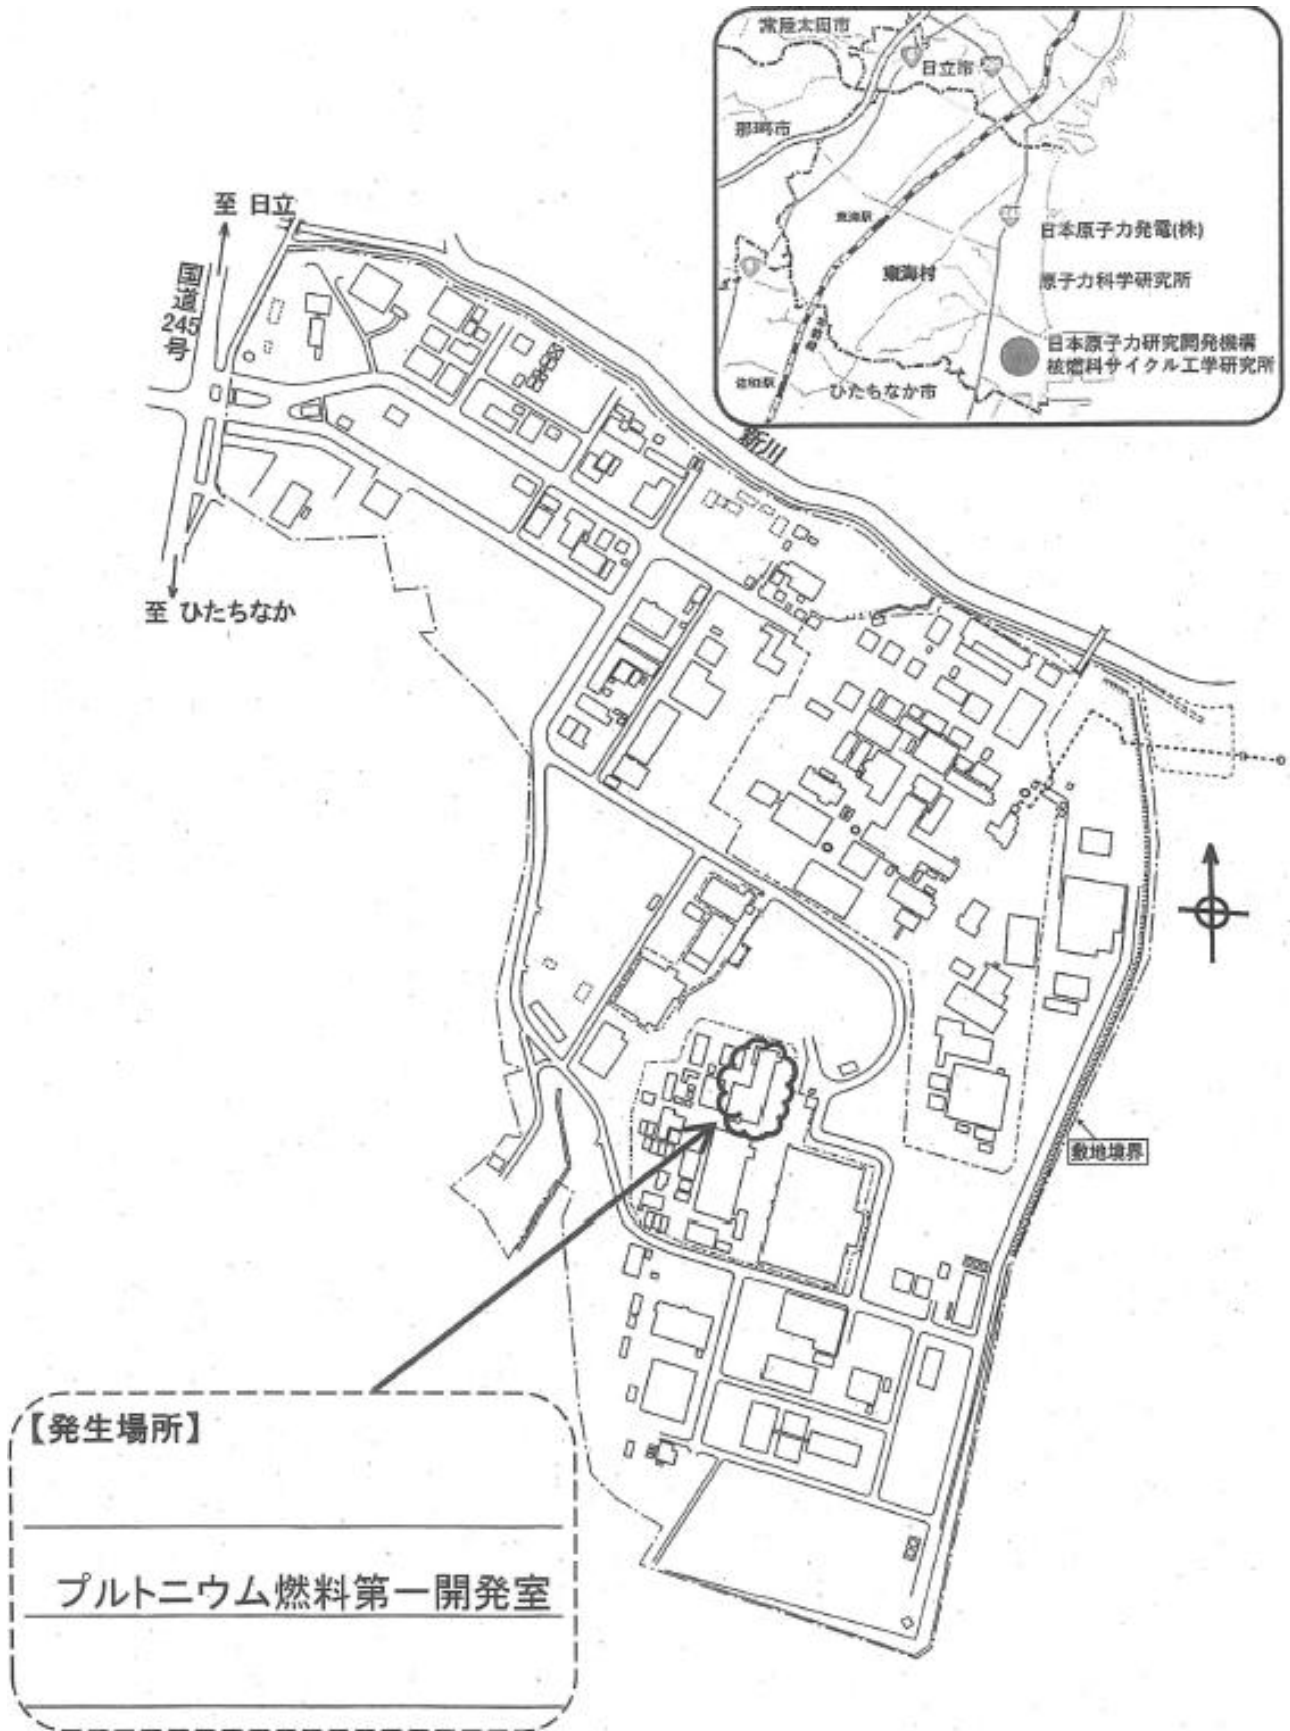 常陸太田市
日立市
那珂市
東海駅
日本原子力発電(株)
東海村
原子力科学研究所
日本原子力研究開発機構
核燃料サイクル工学研究所
佐和駅
ひたちなか市
至 日立
国道245号
新川
至 ひたちなか
敷地境界
【発生場所】
プルトニウム燃料第一開発室